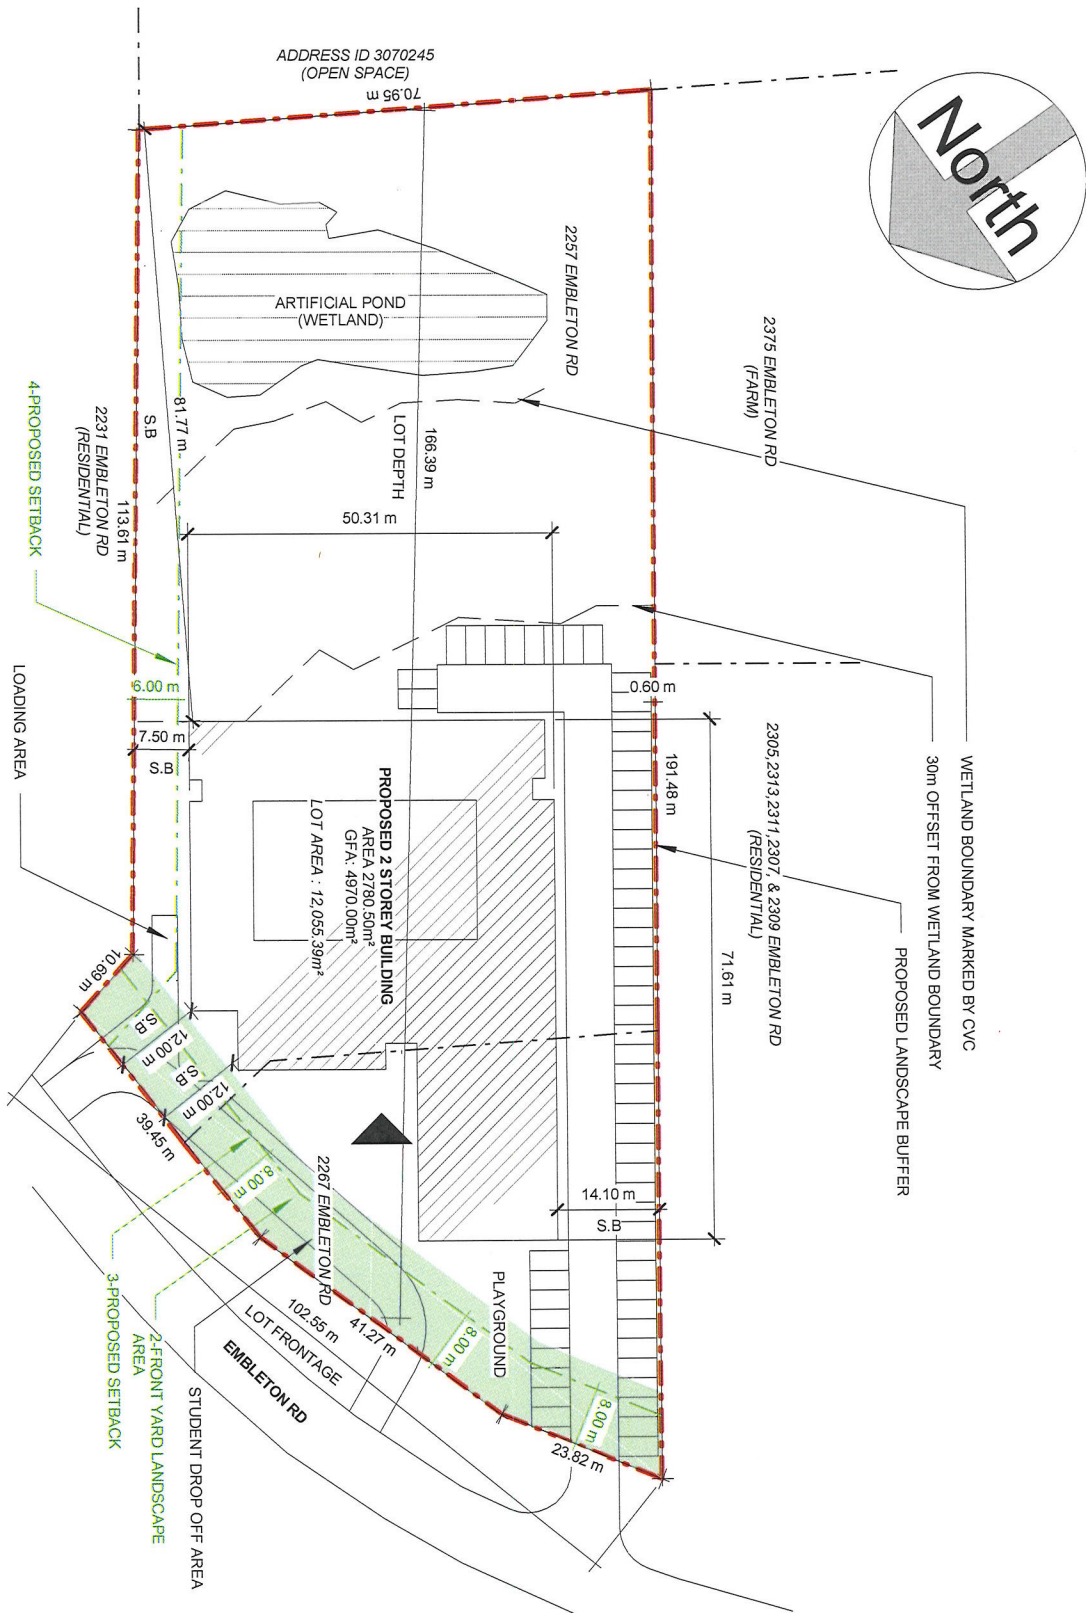 ADDRESS ID 3070245
(OPEN SPACE)
70.95 m
North
ARTIFICIAL POND
(WETLAND)
2257 EMBLETON RD
2375 EMBLETON RD
(FARM)
4-PROPOSED SETBACK
2231 EMBLETON RD
(RESIDENTIAL)
S.B
81.77 m
113.61 m
166.39 m
LOT DEPTH
50.31 m
WETLAND BOUNDARY MARKED BY CVC
30m OFFSET FROM WETLAND BOUNDARY
PROPOSED LANDSCAPE BUFFER
LOADING AREA
6.00 m
7.50 m
S.B
0.60 m
191.48 m
2305,2313,2311,2307, & 2309 EMBLETON RD
(RESIDENTIAL)
71.61 m
PROPOSED 2 STOREY BUILDING
AREA 2780.50m²
GFA: 4970.00m²
LOT AREA : 12,055.39m²
10.69 m
S.B
12.00 m
S.B
12.00 m
39.45 m
8.00 m
2267 EMBLETON RD
14.10 m
S.B
PLAYGROUND
8.00 m
8.00 m
23.82 m
41.27 m
102.55 m
LOT FRONTAGE
EMBLETON RD
3-PROPOSED SETBACK
2-FRONT YARD LANDSCAPE
AREA
STUDENT DROP OFF AREA